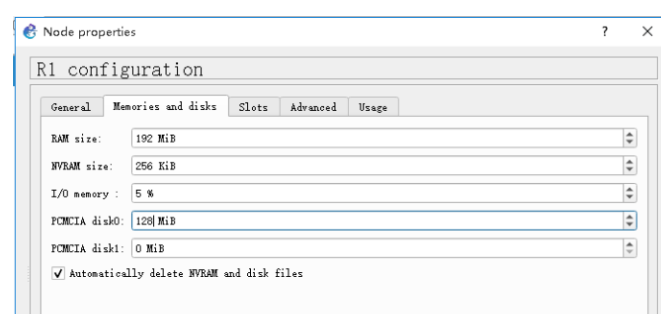 Node properties ? ×
R1 configuration
General Memories and disks Slots Advanced Usage
RAM size: 192 MiB
NVRAM size: 256 KiB
I/O memory : 5 %
PCMCIA disk0: 128 MiB
PCMCIA disk1: 0 MiB
Automatically delete NVRAM and disk files